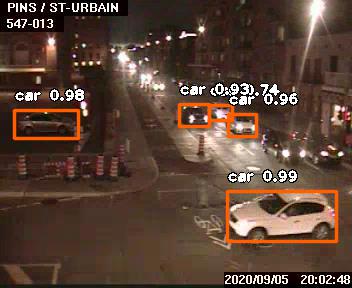 PINS / ST-URBAIN
547-013
car 0.98
car 0.93
.74
car 0.96
car 0.99
2020/09/05 20:02:48